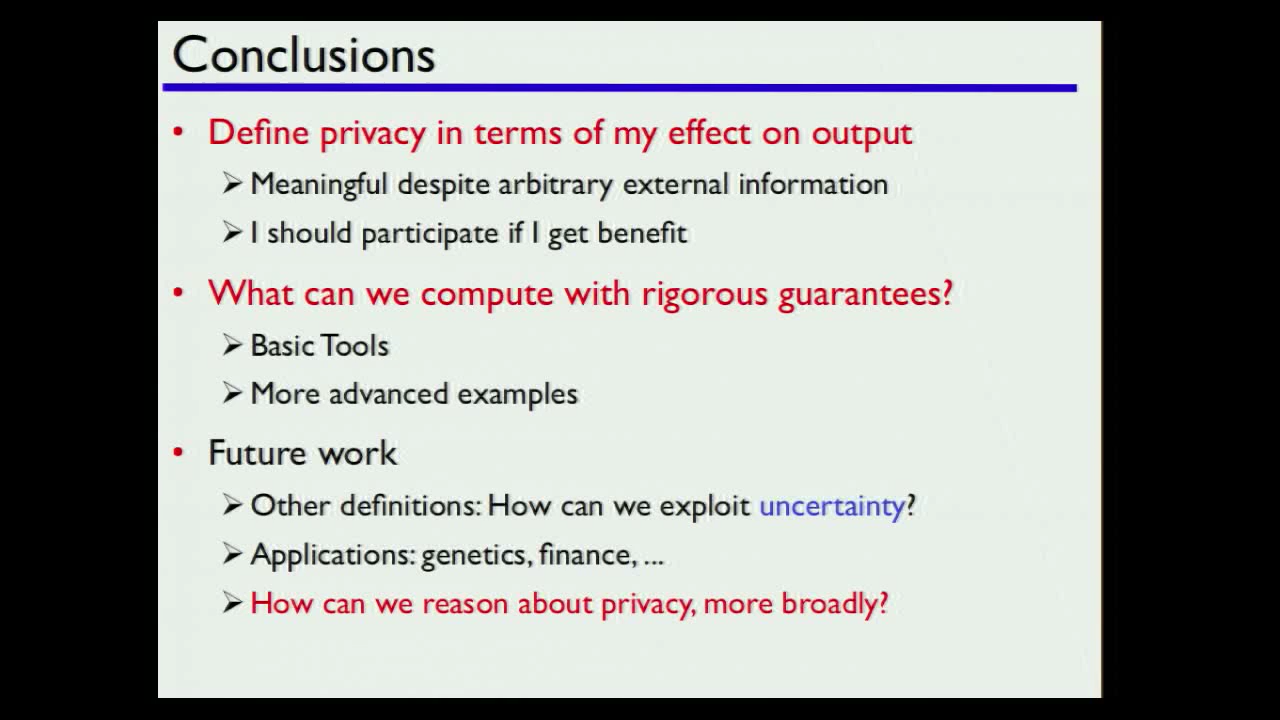 Conclusions
• Define privacy in terms of my effect on output
➢ Meaningful despite arbitrary external information
➢ I should participate if I get benefit
• What can we compute with rigorous guarantees?
➢ Basic Tools
➢ More advanced examples
• Future work
➢ Other definitions: How can we exploit uncertainty?
➢ Applications: genetics, finance, ...
➢ How can we reason about privacy, more broadly?